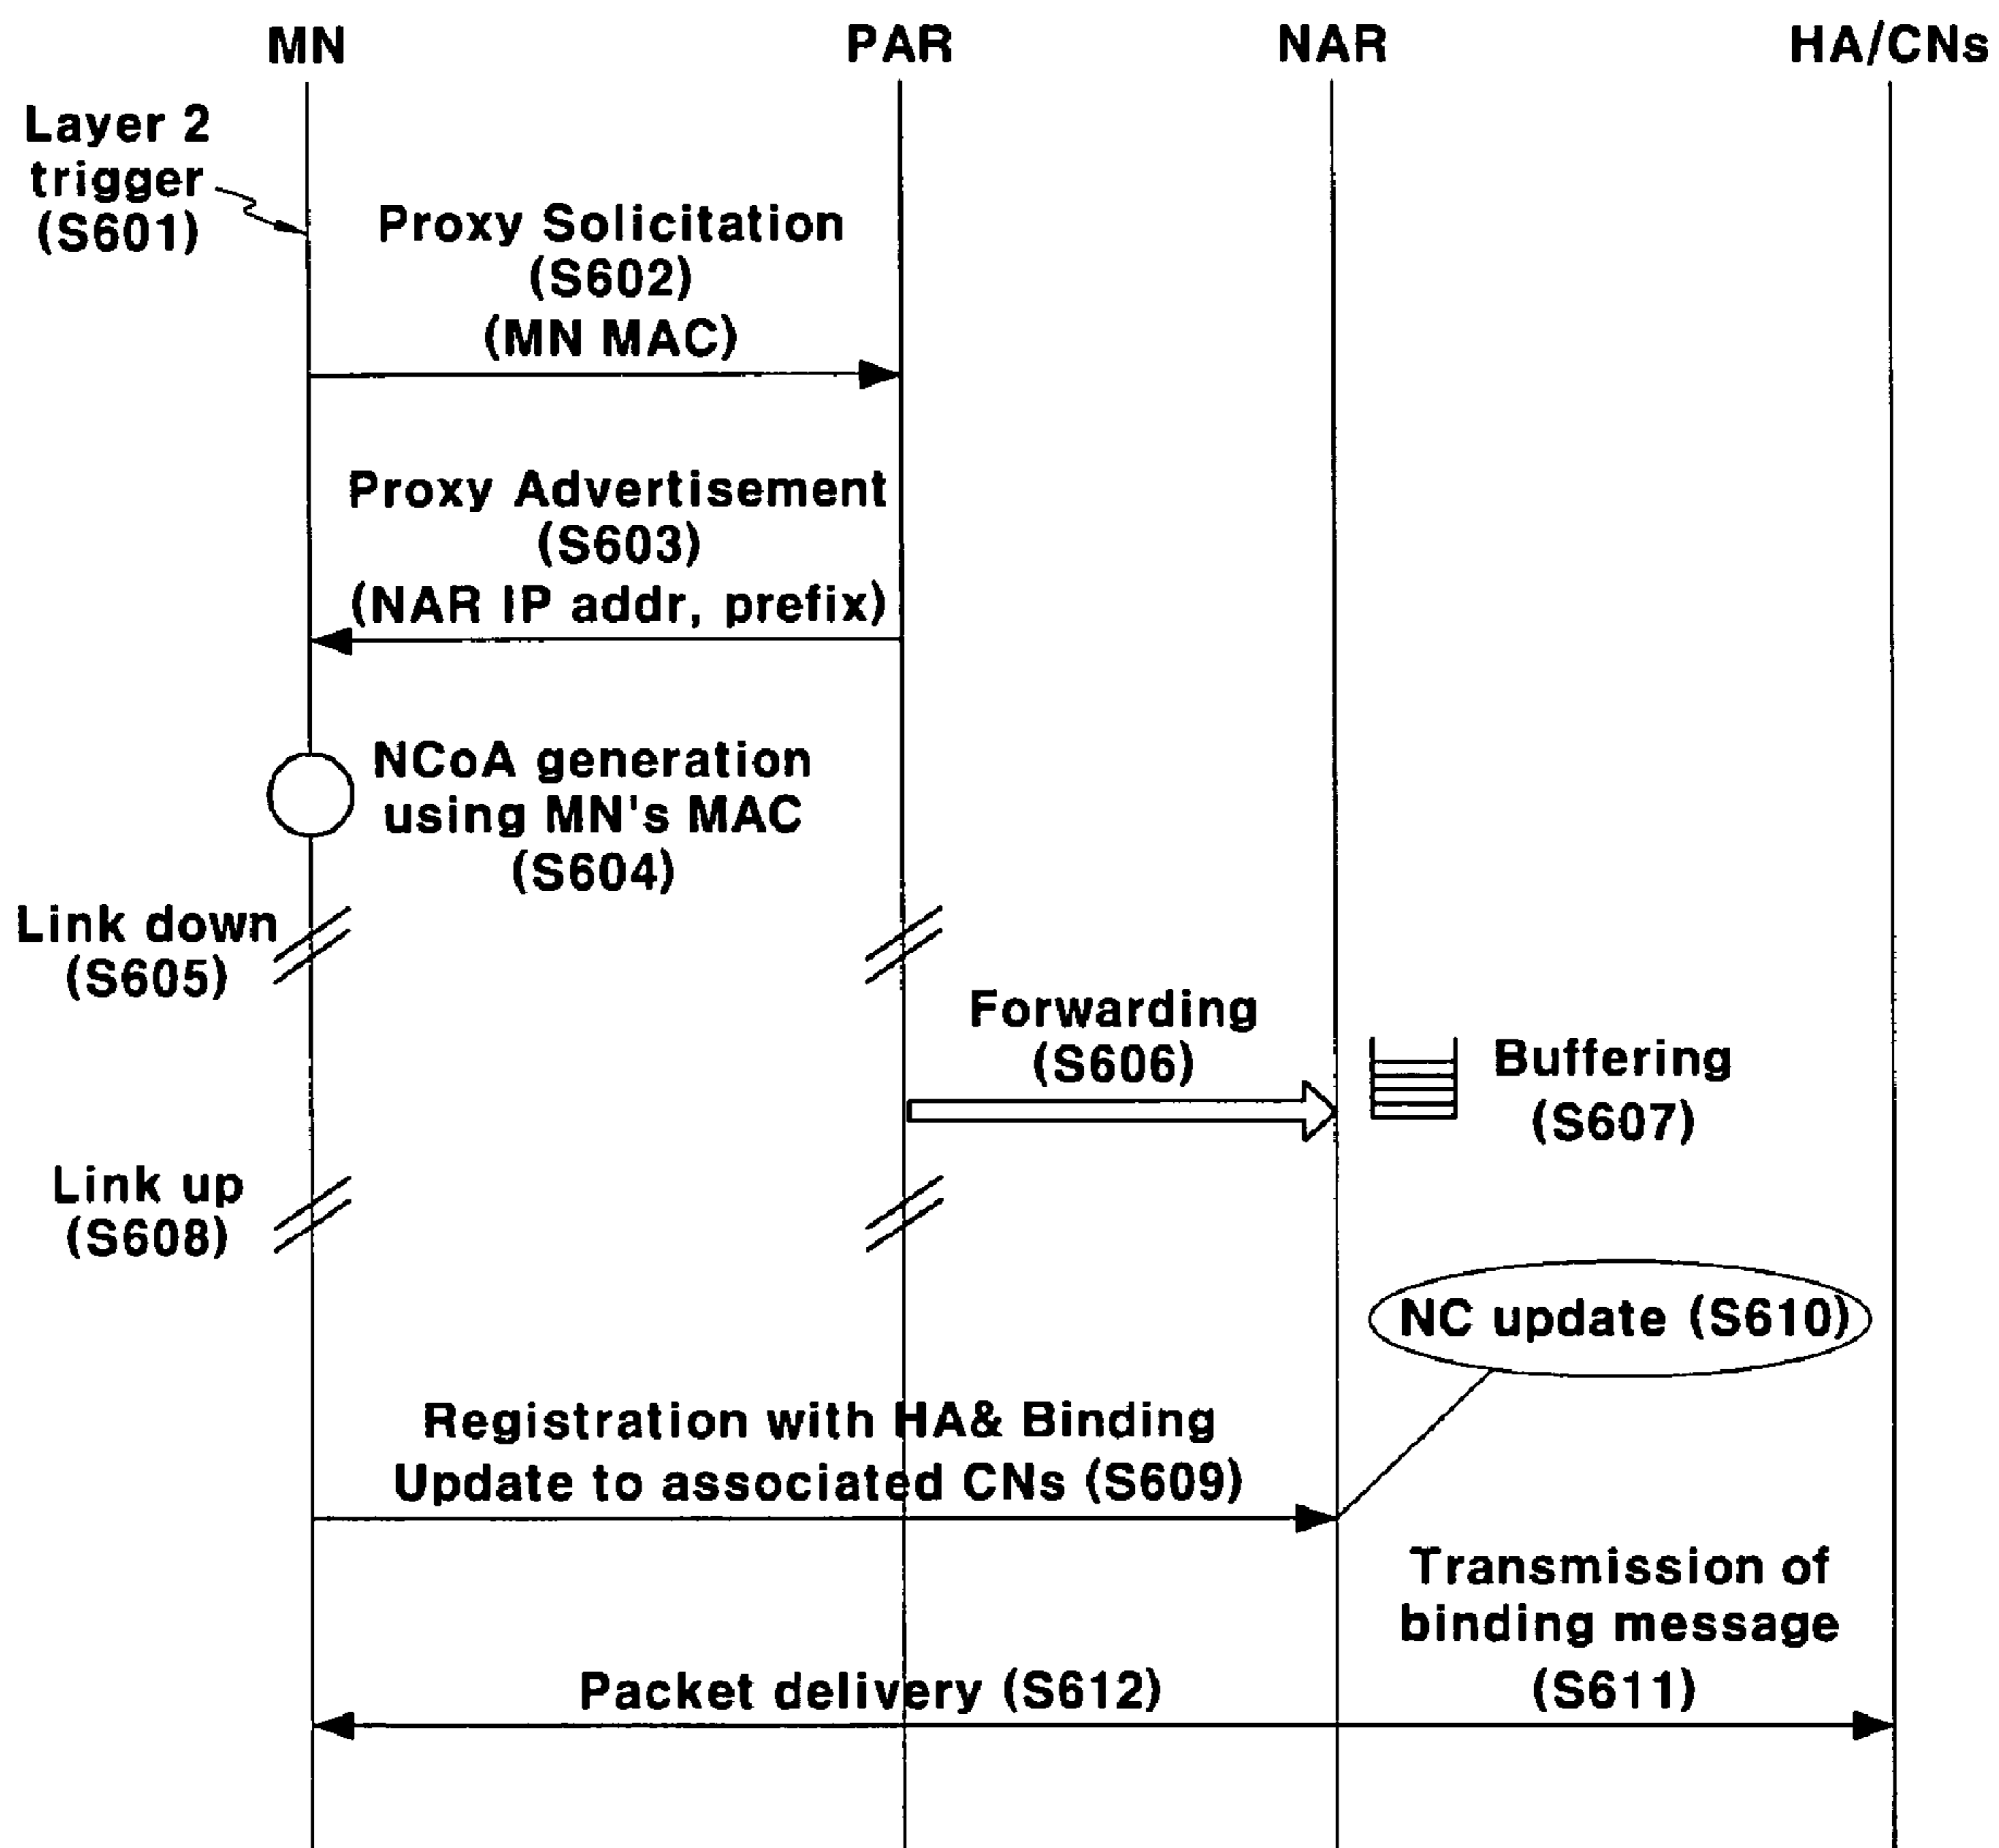 MN
PAR
NAR
HA/CNs
Layer 2
trigger
(S601)
Proxy Solicitation
(S602)
(MN MAC)
Proxy Advertisement
(S603)
(NAR IP addr, prefix)
NCoA generation
using MN's MAC
(S604)
Link down
(S605)
Forwarding
(S606)
Buffering
(S607)
Link up
(S608)
NC update (S610)
Registration with HA& Binding
Update to associated CNs (S609)
Transmission of
binding message
(S611)
Packet delivery (S612)